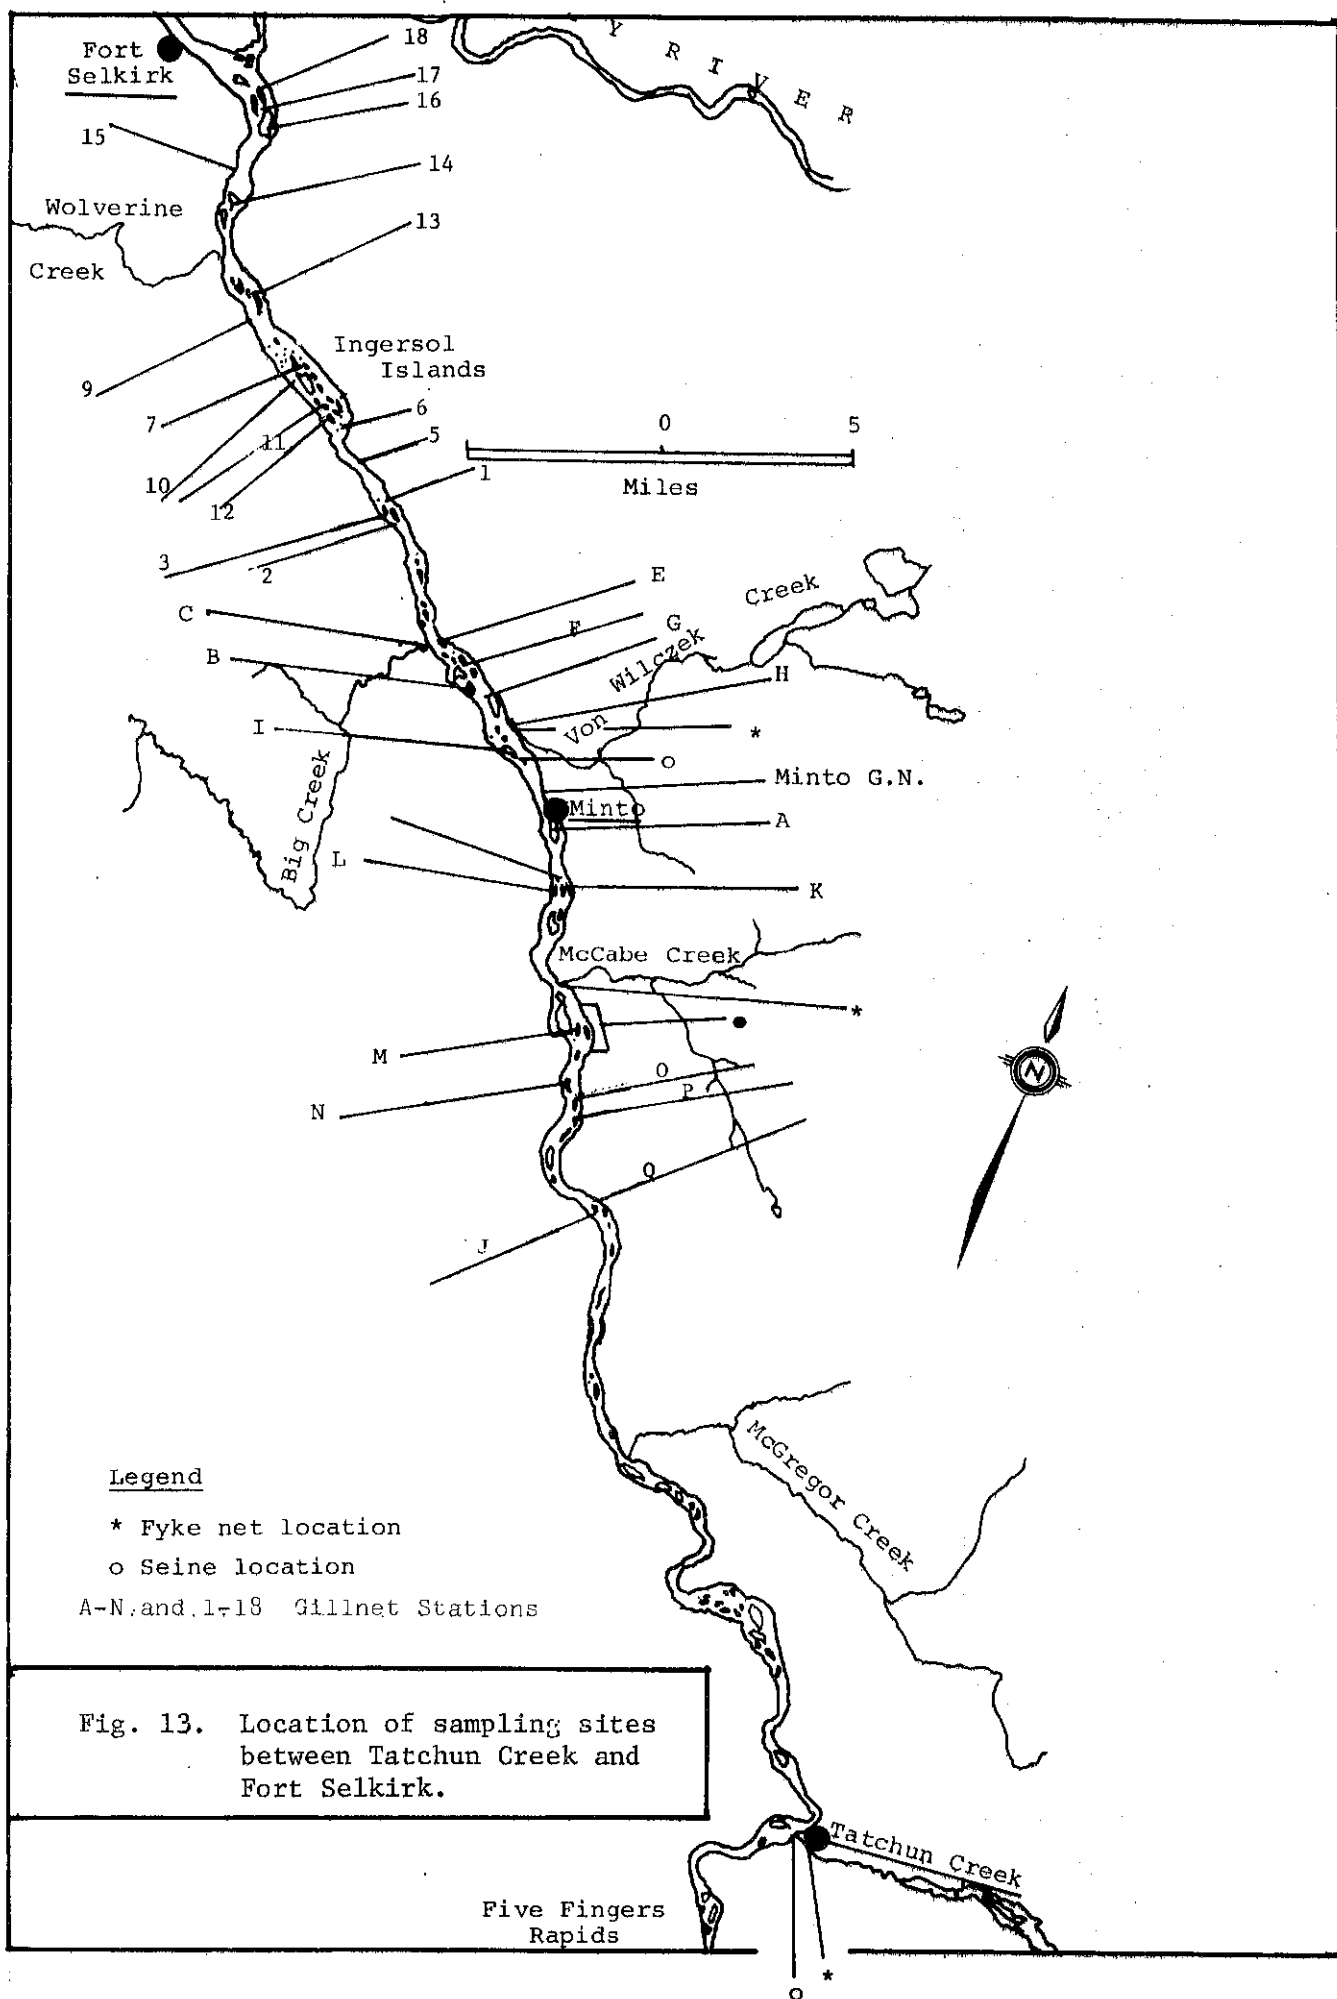 18
Y RIVER
Fort
Selkirk
17
16
15
14
Wolverine
13
Creek
Ingersol
Islands
9
6
7
0 5
5
11
1
10
Miles
12
3
2
E
Creek
C
F
G
B
Wilczek
H
I
Von
*
o
Minto G.N.
Minto
A
Big Creek
L
K
McCabe Creek
*
M
O
P
N
Q
J
N
McGregor Creek
Legend
* Fyke net location
o Seine location
A-N and 1-18 Gillnet Stations
Fig. 13. Location of sampling sites
between Tatchun Creek and
Fort Selkirk.
Tatchun Creek
Five Fingers
Rapids
*
o